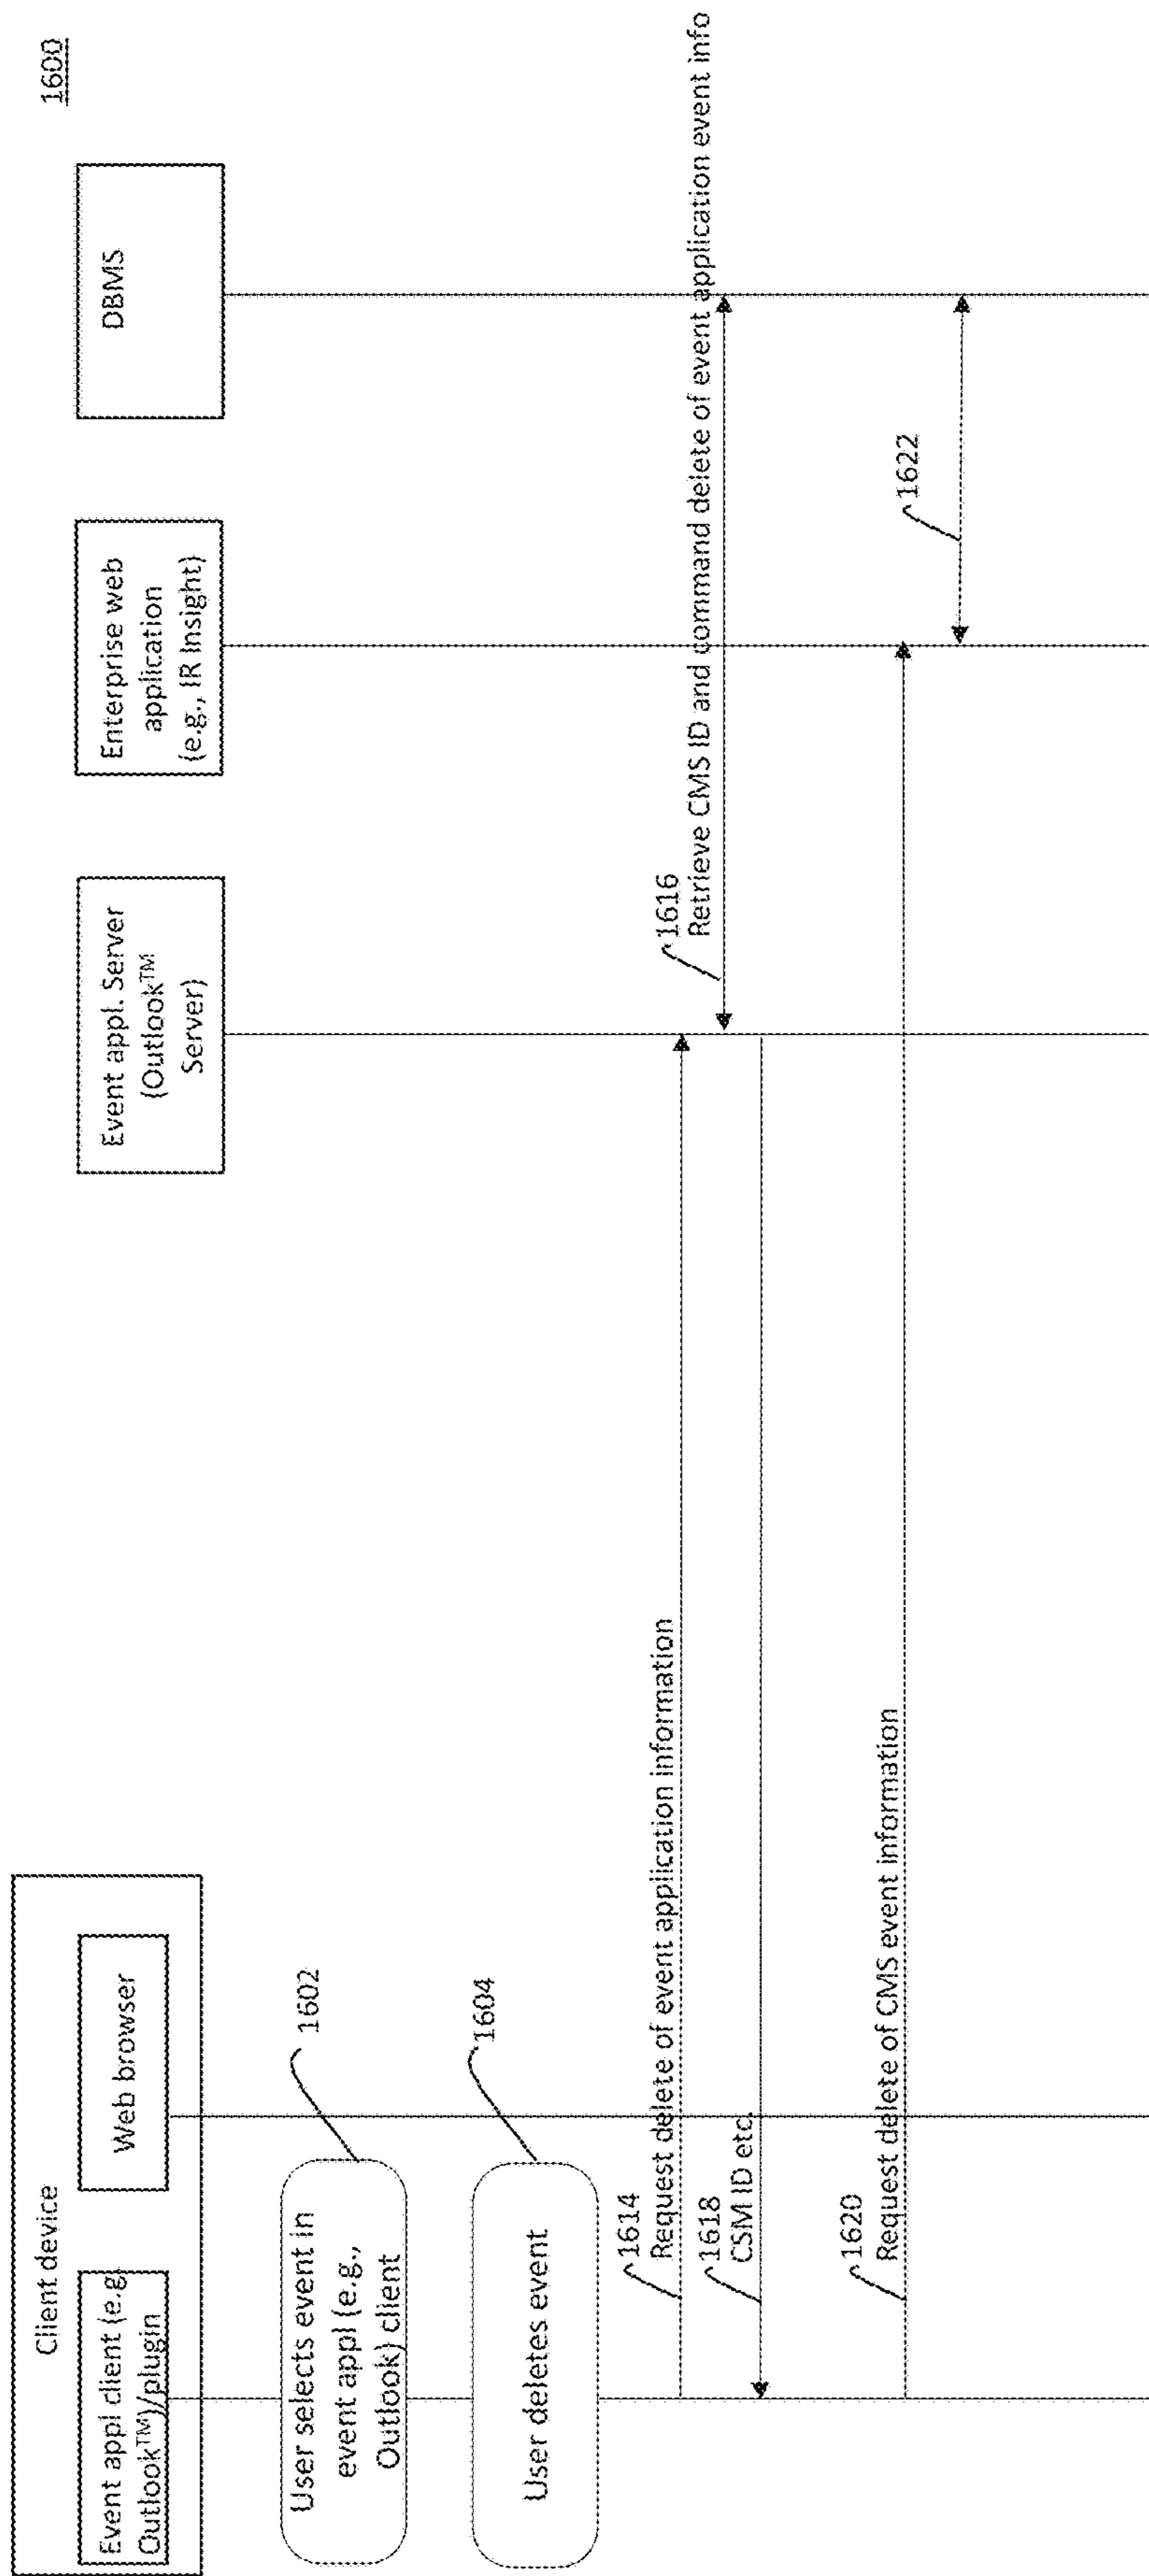 1600
Client device
Event appl client (e.g.
Outlook™)/plugin
Web browser
Event appl. Server
(Outlook™
Server)
Enterprise web
application
(e.g., IR Insight)
DBMS
User selects event in
event appl (e.g.,
Outlook) client
1602
User deletes event
1604
1614
Request delete of event application information
1616
Retrieve CMS ID and command delete of event application event info
1618
CSM ID etc.
1620
Request delete of CMS event information
1622